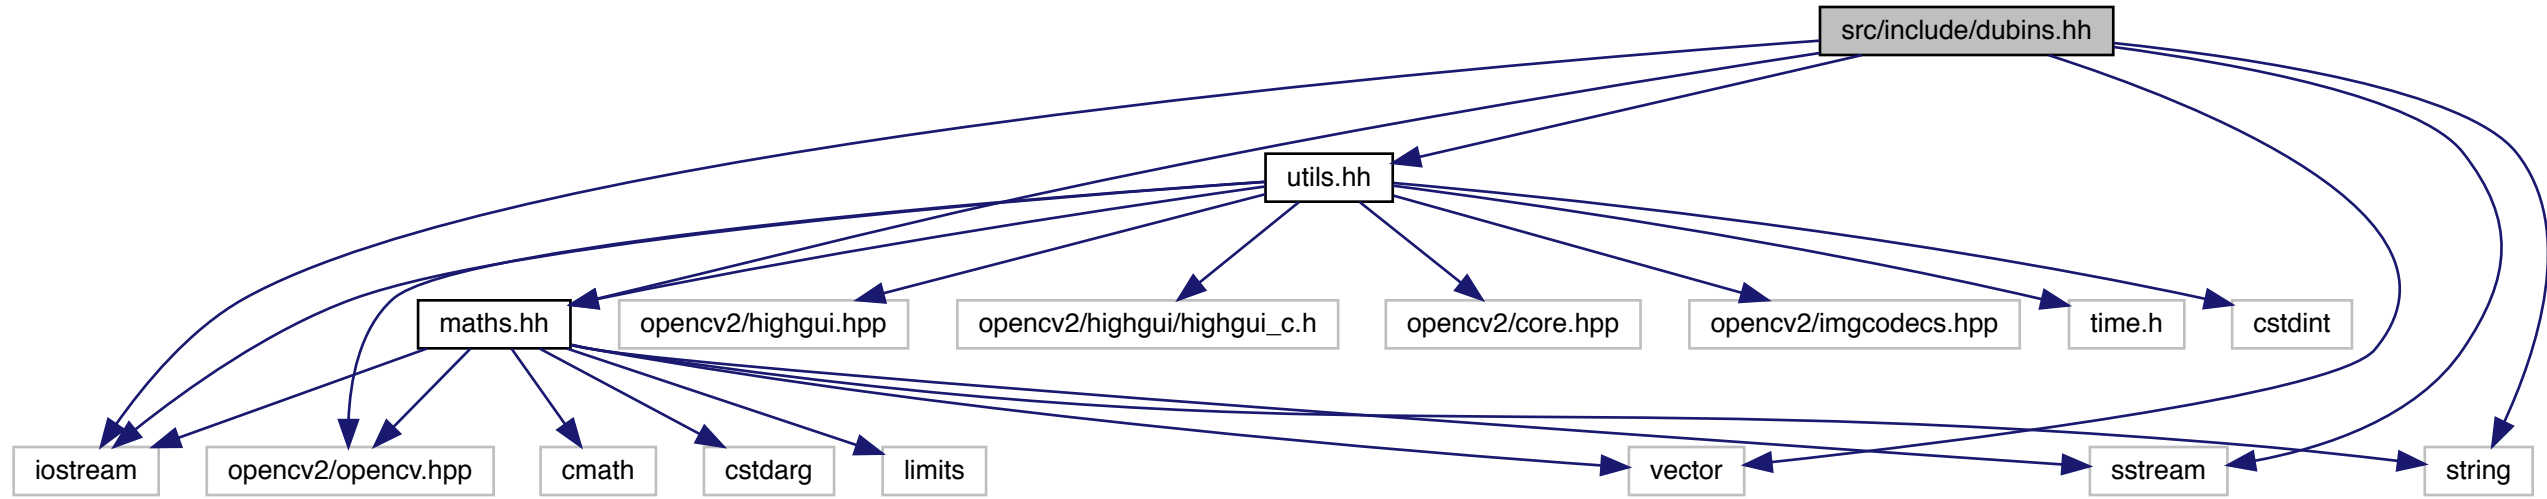 src/include/dubins.hh
utils.hh
maths.hh
opencv2/highgui.hpp
opencv2/highgui/highgui_c.h
opencv2/core.hpp
opencv2/imgcodecs.hpp
time.h
cstdint
iostream
opencv2/opencv.hpp
cmath
cstdarg
limits
vector
sstream
string